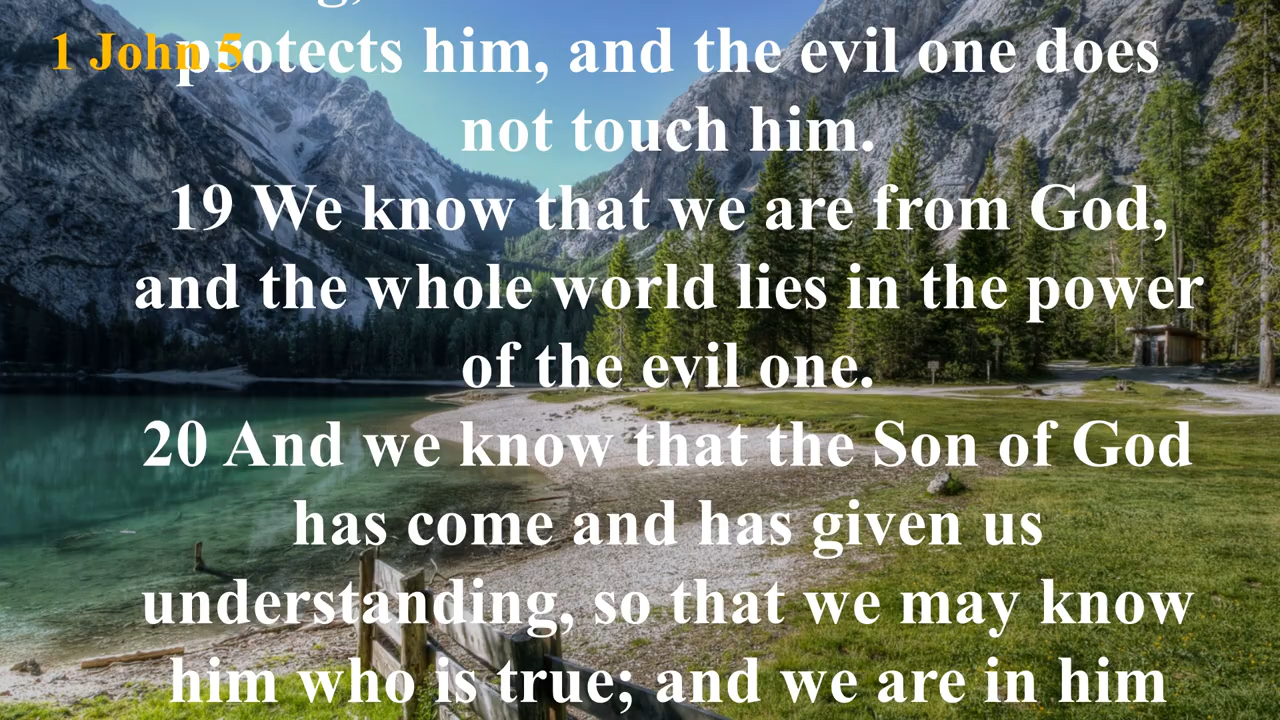 1 John 5
protects him, and the evil one does
not touch him.
19 We know that we are from God,
and the whole world lies in the power
of the evil one.
20 And we know that the Son of God
has come and has given us
understanding, so that we may know
him who is true; and we are in him